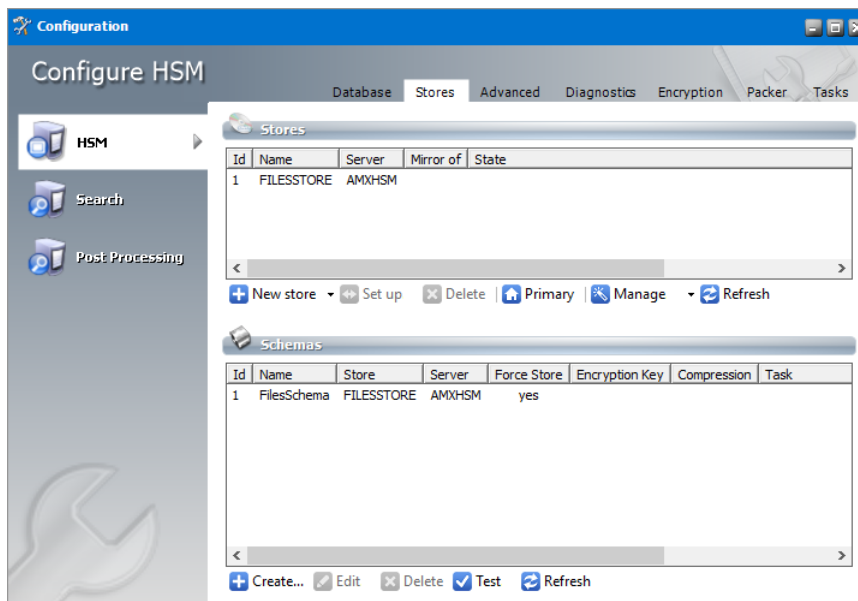 Configuration
Configure HSM
Database Stores Advanced Diagnostics Encryption Packer Tasks
HSM
Search
Post Processing
Stores
Id Name Server Mirror of State
1 FILESSTORE AMXHSM
New store Set up Delete Primary Manage Refresh
Schemas
Id Name Store Server Force Store Encryption Key Compression Task
1 FilesSchema FILESSTORE AMXHSM yes
Create... Edit Delete Test Refresh